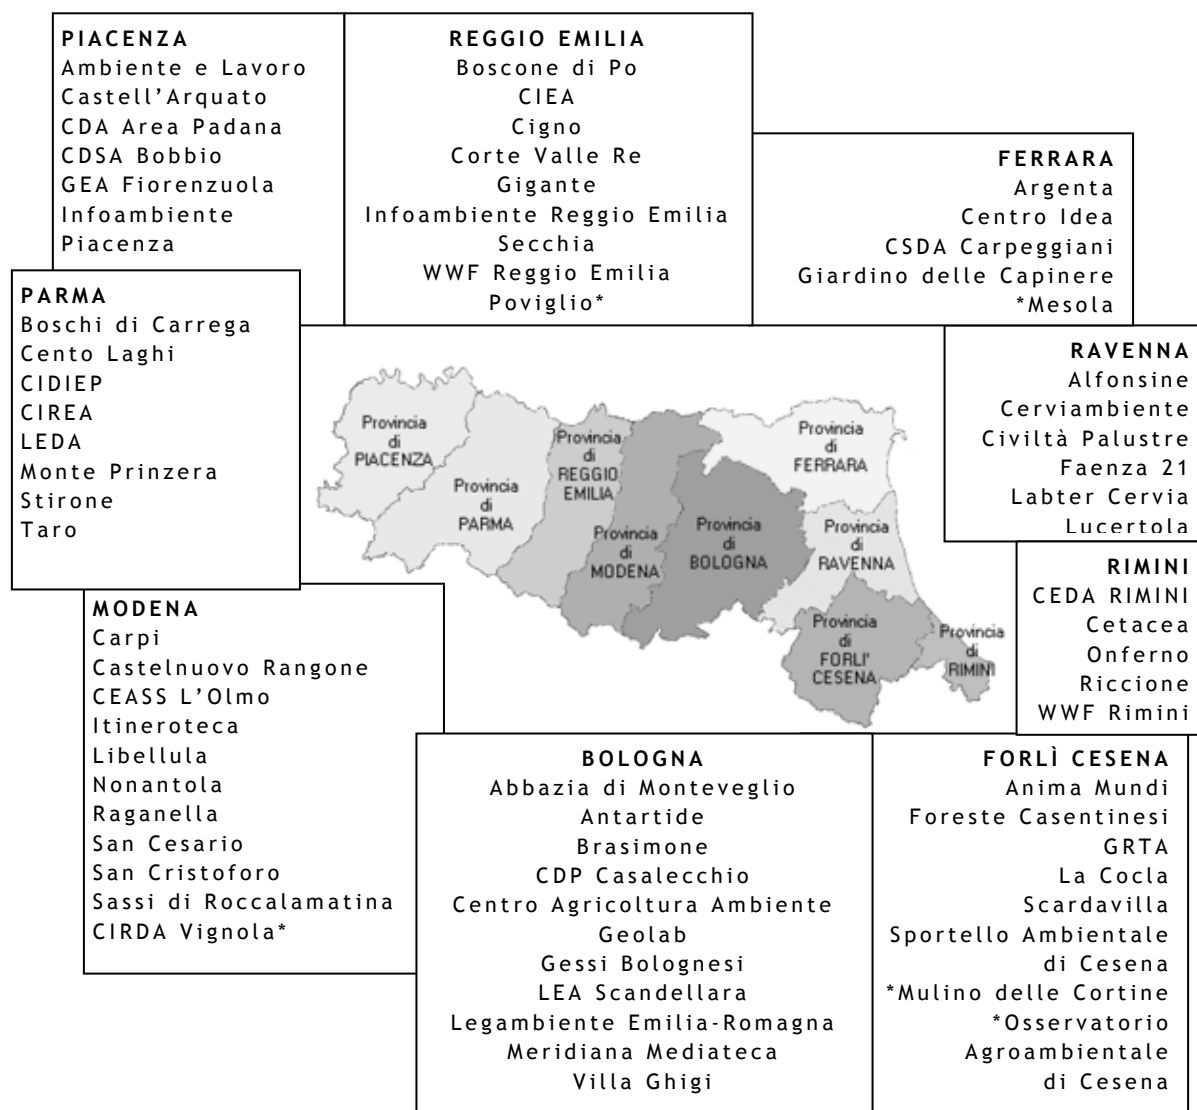 PIACENZA
Ambiente e Lavoro
Castell'Arquato
CDA Area Padana
CDSA Bobbio
GEA Fiorenzuola
Infoambiente
Piacenza
REGGIO EMILIA
Boscone di Po
CIEA
Cigno
Corte Valle Re
Gigante
Infoambiente Reggio Emilia
Secchia
WWF Reggio Emilia
Poviglio*
FERRARA
Argenta
Centro Idea
CSDA Carpeggiani
Giardino delle Capinere
*Mesola
PARMA
Boschi di Carrega
Cento Laghi
CIDIEP
CIREA
LEDA
Monte Prinzera
Stirone
Taro
RAVENNA
Alfonsine
Cerviambiente
Civiltà Palustre
Faenza 21
Labter Cervia
Lucertola
Provincia
di
PIACENZA
Provincia
di
PARMA
Provincia
di
REGGIO
EMILIA
Provincia
di
MODENA
Provincia
di
BOLOGNA
Provincia
di
FERRARA
Provincia
di
RAVENNA
Provincia
di
FORLI'
CESENA
Provincia
di
RIMINI
RIMINI
CEDA RIMINI
Cetacea
Onferno
Riccione
WWF Rimini
MODENA
Carpi
Castelnuovo Rangone
CEASS L'Olmo
Itineroteca
Libellula
Nonantola
Raganella
San Cesario
San Cristoforo
Sassi di Roccalamatina
CIRDA Vignola*
BOLOGNA
Abbazia di Monteveglio
Antartide
Brasimone
CDP Casalecchio
Centro Agricoltura Ambiente
Geolab
Gessi Bolognesi
LEA Scandellara
Legambiente Emilia-Romagna
Meridiana Mediateca
Villa Ghigi
FORLÌ CESENA
Anima Mundi
Foreste Casentinesi
GRTA
La Cocla
Scardavilla
Sportello Ambientale
di Cesena
*Mulino delle Cortine
*Osservatorio
Agroambientale
di Cesena